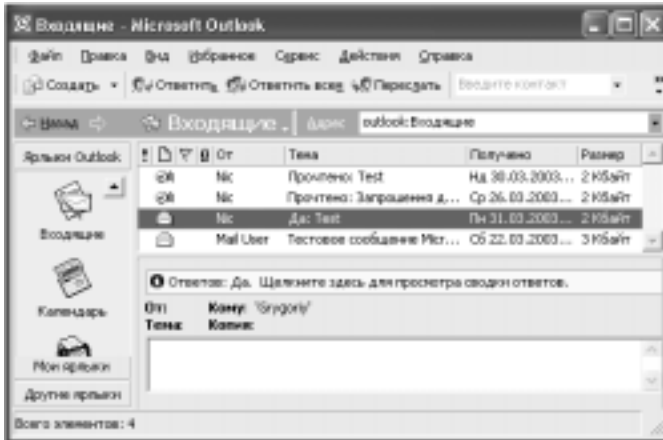 Входящие - Microsoft Outlook
Файл Правка Вид Избранное Сервис Действия Справка
Создать Ответить Ответить всем Переслать Введите контакт
Назад Входящие. Адрес outlook:Входящие
Ярлыки Outlook
! От Тема Получено Размер
Nic Прочтено: Test Нд 30.03.2003... 2 Кбайт
Nic Прочтено: Запрошення д... Ср 26.03.2003... 2 Кбайт
Nic Да: Test Пн 31.03.2003... 2 Кбайт
Mail User Тестовое сообщение Micr... Сб 22.03.2003... 3 Кбайт
Входящие
Календарь
Мои ярлыки
Другие ярлыки
Ответов: Да. Щелкните здесь для просмотра сводки ответов.
От: Кому: 'Grygoriy'
Тема: Копия:
Всего элементов: 4